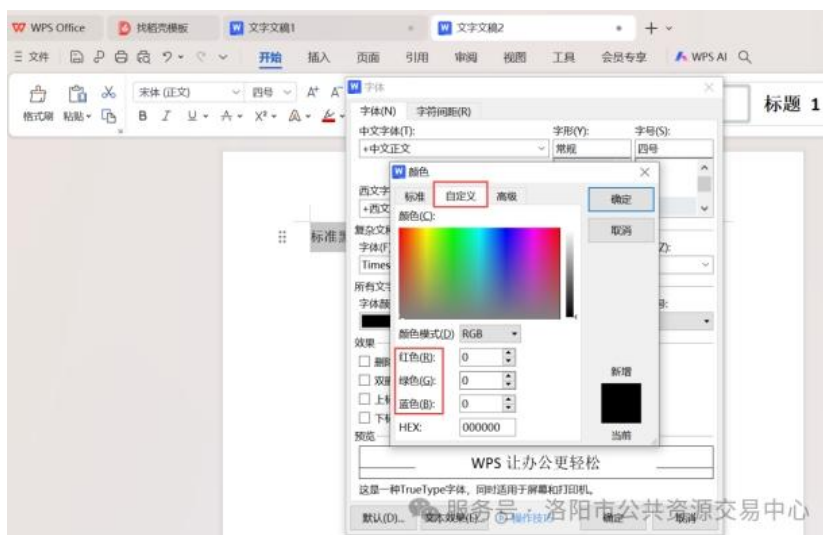 WPS Office 找稻壳模板 文字文稿1 文字文稿2
文件 开始 插入 页面 引用 审阅 视图 工具 会员专享 WPS AI
格式刷 粘贴 宋体 (正文) 四号 A+ A- 标题 1
B I U A X² A
字体
字体(N) 字符间距(R)
中文字体(T): 字形(Y): 字号(S):
+中文正文 常规 四号
颜色
西文字
标准 自定义 高级 确定
+西文
颜色(C):
取消
标准黑
字体(F) Z):
Times
所有文字
字体颜 号:
颜色模式(D) RGB
效果
红色(R): 0
新增
绿色(G): 0
蓝色(B): 0
HEX: 000000 当前
预览
WPS 让办公更轻松
这是一种TrueType字体，同时适用于屏幕和打印机。
默认(D)... 文本效果(E)... 操作技巧 确定 取消
服务号 · 洛阳市公共资源交易中心